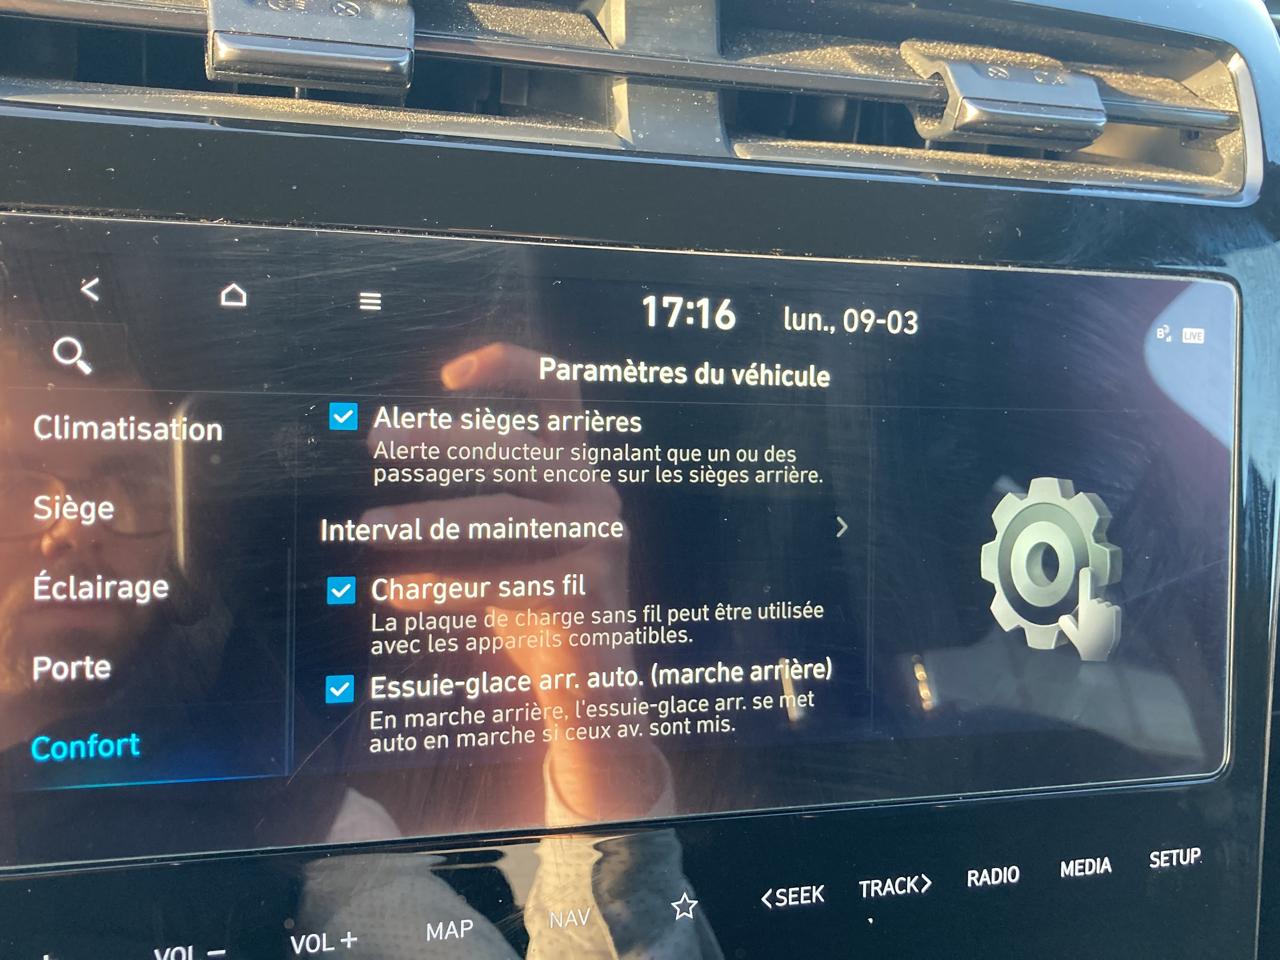 17:16
lun., 09-03
LIVE
Paramètres du véhicule
Climatisation
Siège
Éclairage
Porte
Confort
Alerte sièges arrières
Alerte conducteur signalant que un ou des
passagers sont encore sur les sièges arrière.
Interval de maintenance
Chargeur sans fil
La plaque de charge sans fil peut être utilisée
avec les appareils compatibles.
Essuie-glace arr. auto. (marche arrière)
En marche arrière, l'essuie-glace arr. se met
auto en marche si ceux av. sont mis.
VOL −
VOL +
MAP
NAV
<SEEK
TRACK>
RADIO
MEDIA
SETUP